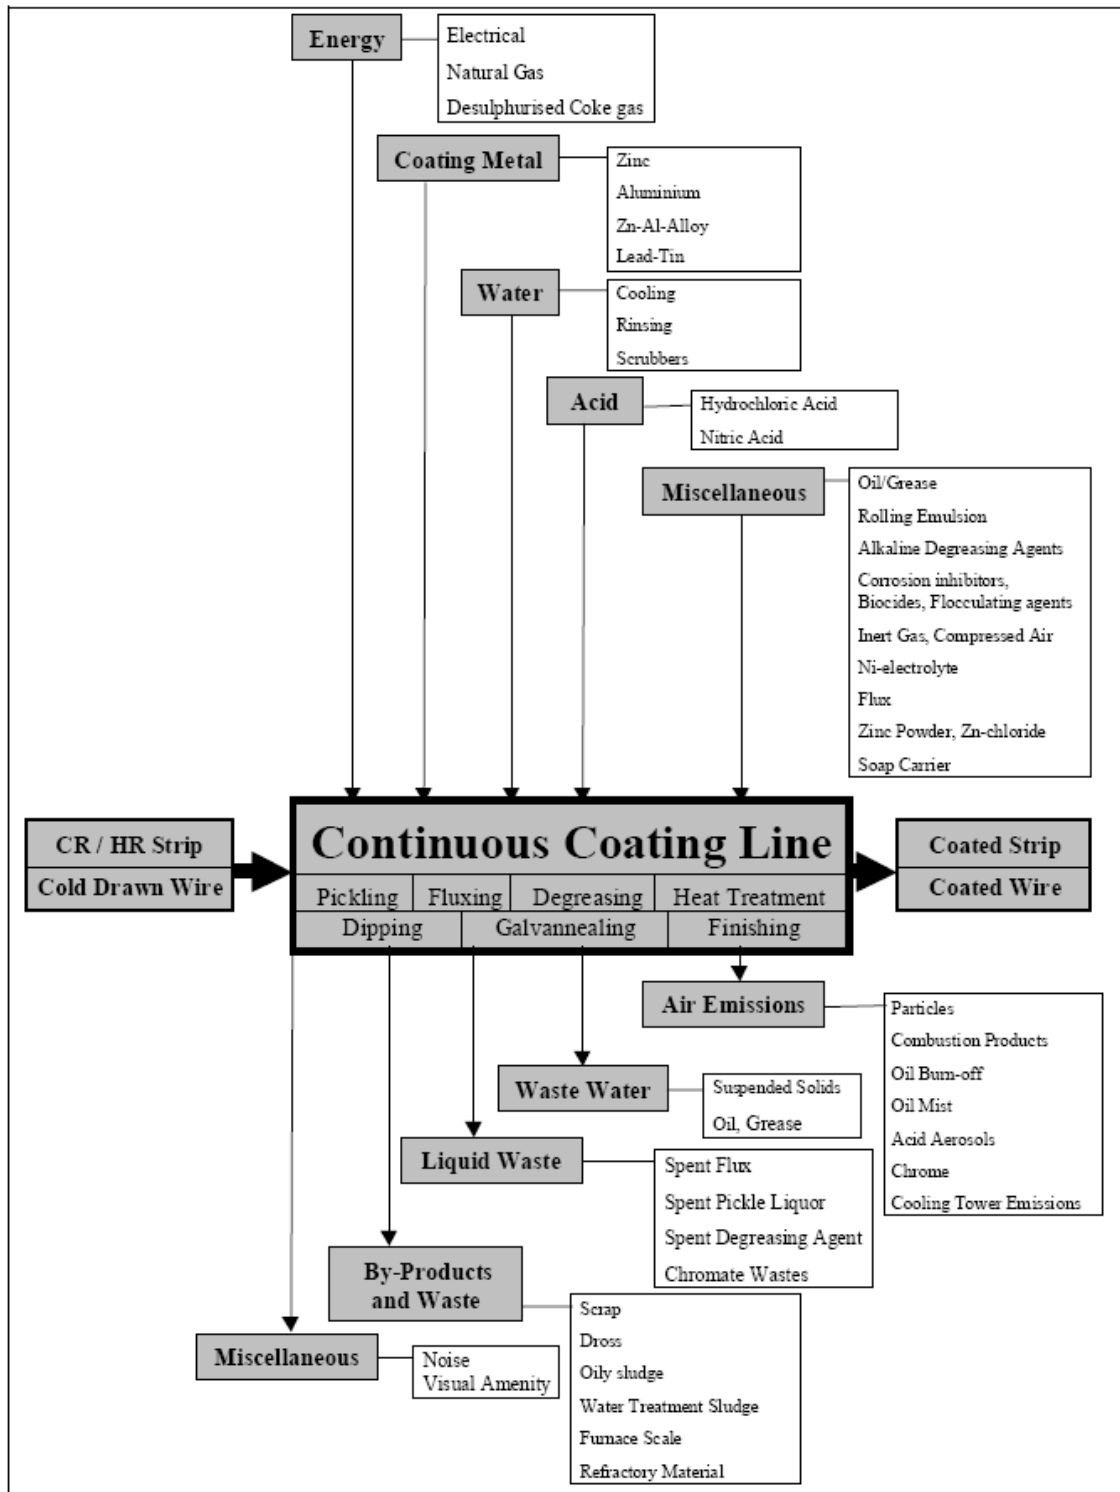 Energy
Electrical
Natural Gas
Desulphurised Coke gas
Coating Metal
Zinc
Aluminium
Zn-Al-Alloy
Lead-Tin
Water
Cooling
Rinsing
Scrubbers
Acid
Hydrochloric Acid
Nitric Acid
Miscellaneous
Oil/Grease
Rolling Emulsion
Alkaline Degreasing Agents
Corrosion inhibitors,
Biocides, Flocculating agents
Inert Gas, Compressed Air
Ni-electrolyte
Flux
Zinc Powder, Zn-chloride
Soap Carrier
CR / HR Strip
Cold Drawn Wire
Continuous Coating Line
Pickling Fluxing Degreasing Heat Treatment
Dipping Galvannealing Finishing
Coated Strip
Coated Wire
Air Emissions
Particles
Combustion Products
Oil Burn-off
Oil Mist
Acid Aerosols
Chrome
Cooling Tower Emissions
Waste Water
Suspended Solids
Oil, Grease
Liquid Waste
Spent Flux
Spent Pickle Liquor
Spent Degreasing Agent
Chromate Wastes
By-Products
and Waste
Scrap
Dross
Oily sludge
Water Treatment Sludge
Furnace Scale
Refractory Material
Miscellaneous
Noise
Visual Amenity